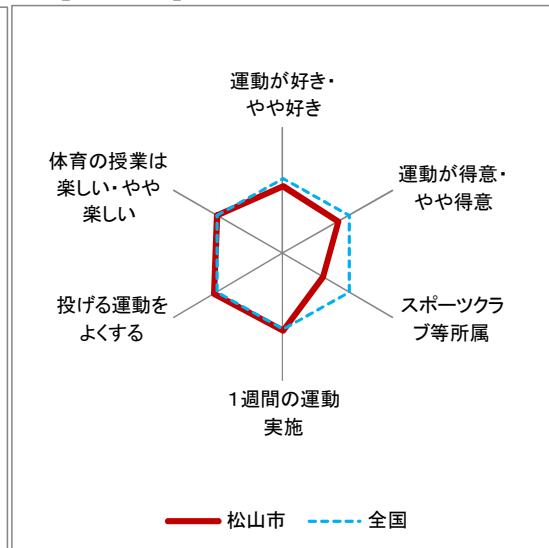 運動が好き・
やや好き
運動が得意・
やや得意
スポーツクラ
ブ等所属
1週間の運動
実施
投げる運動を
よくする
体育の授業は
楽しい・やや
楽しい
松山市
全国